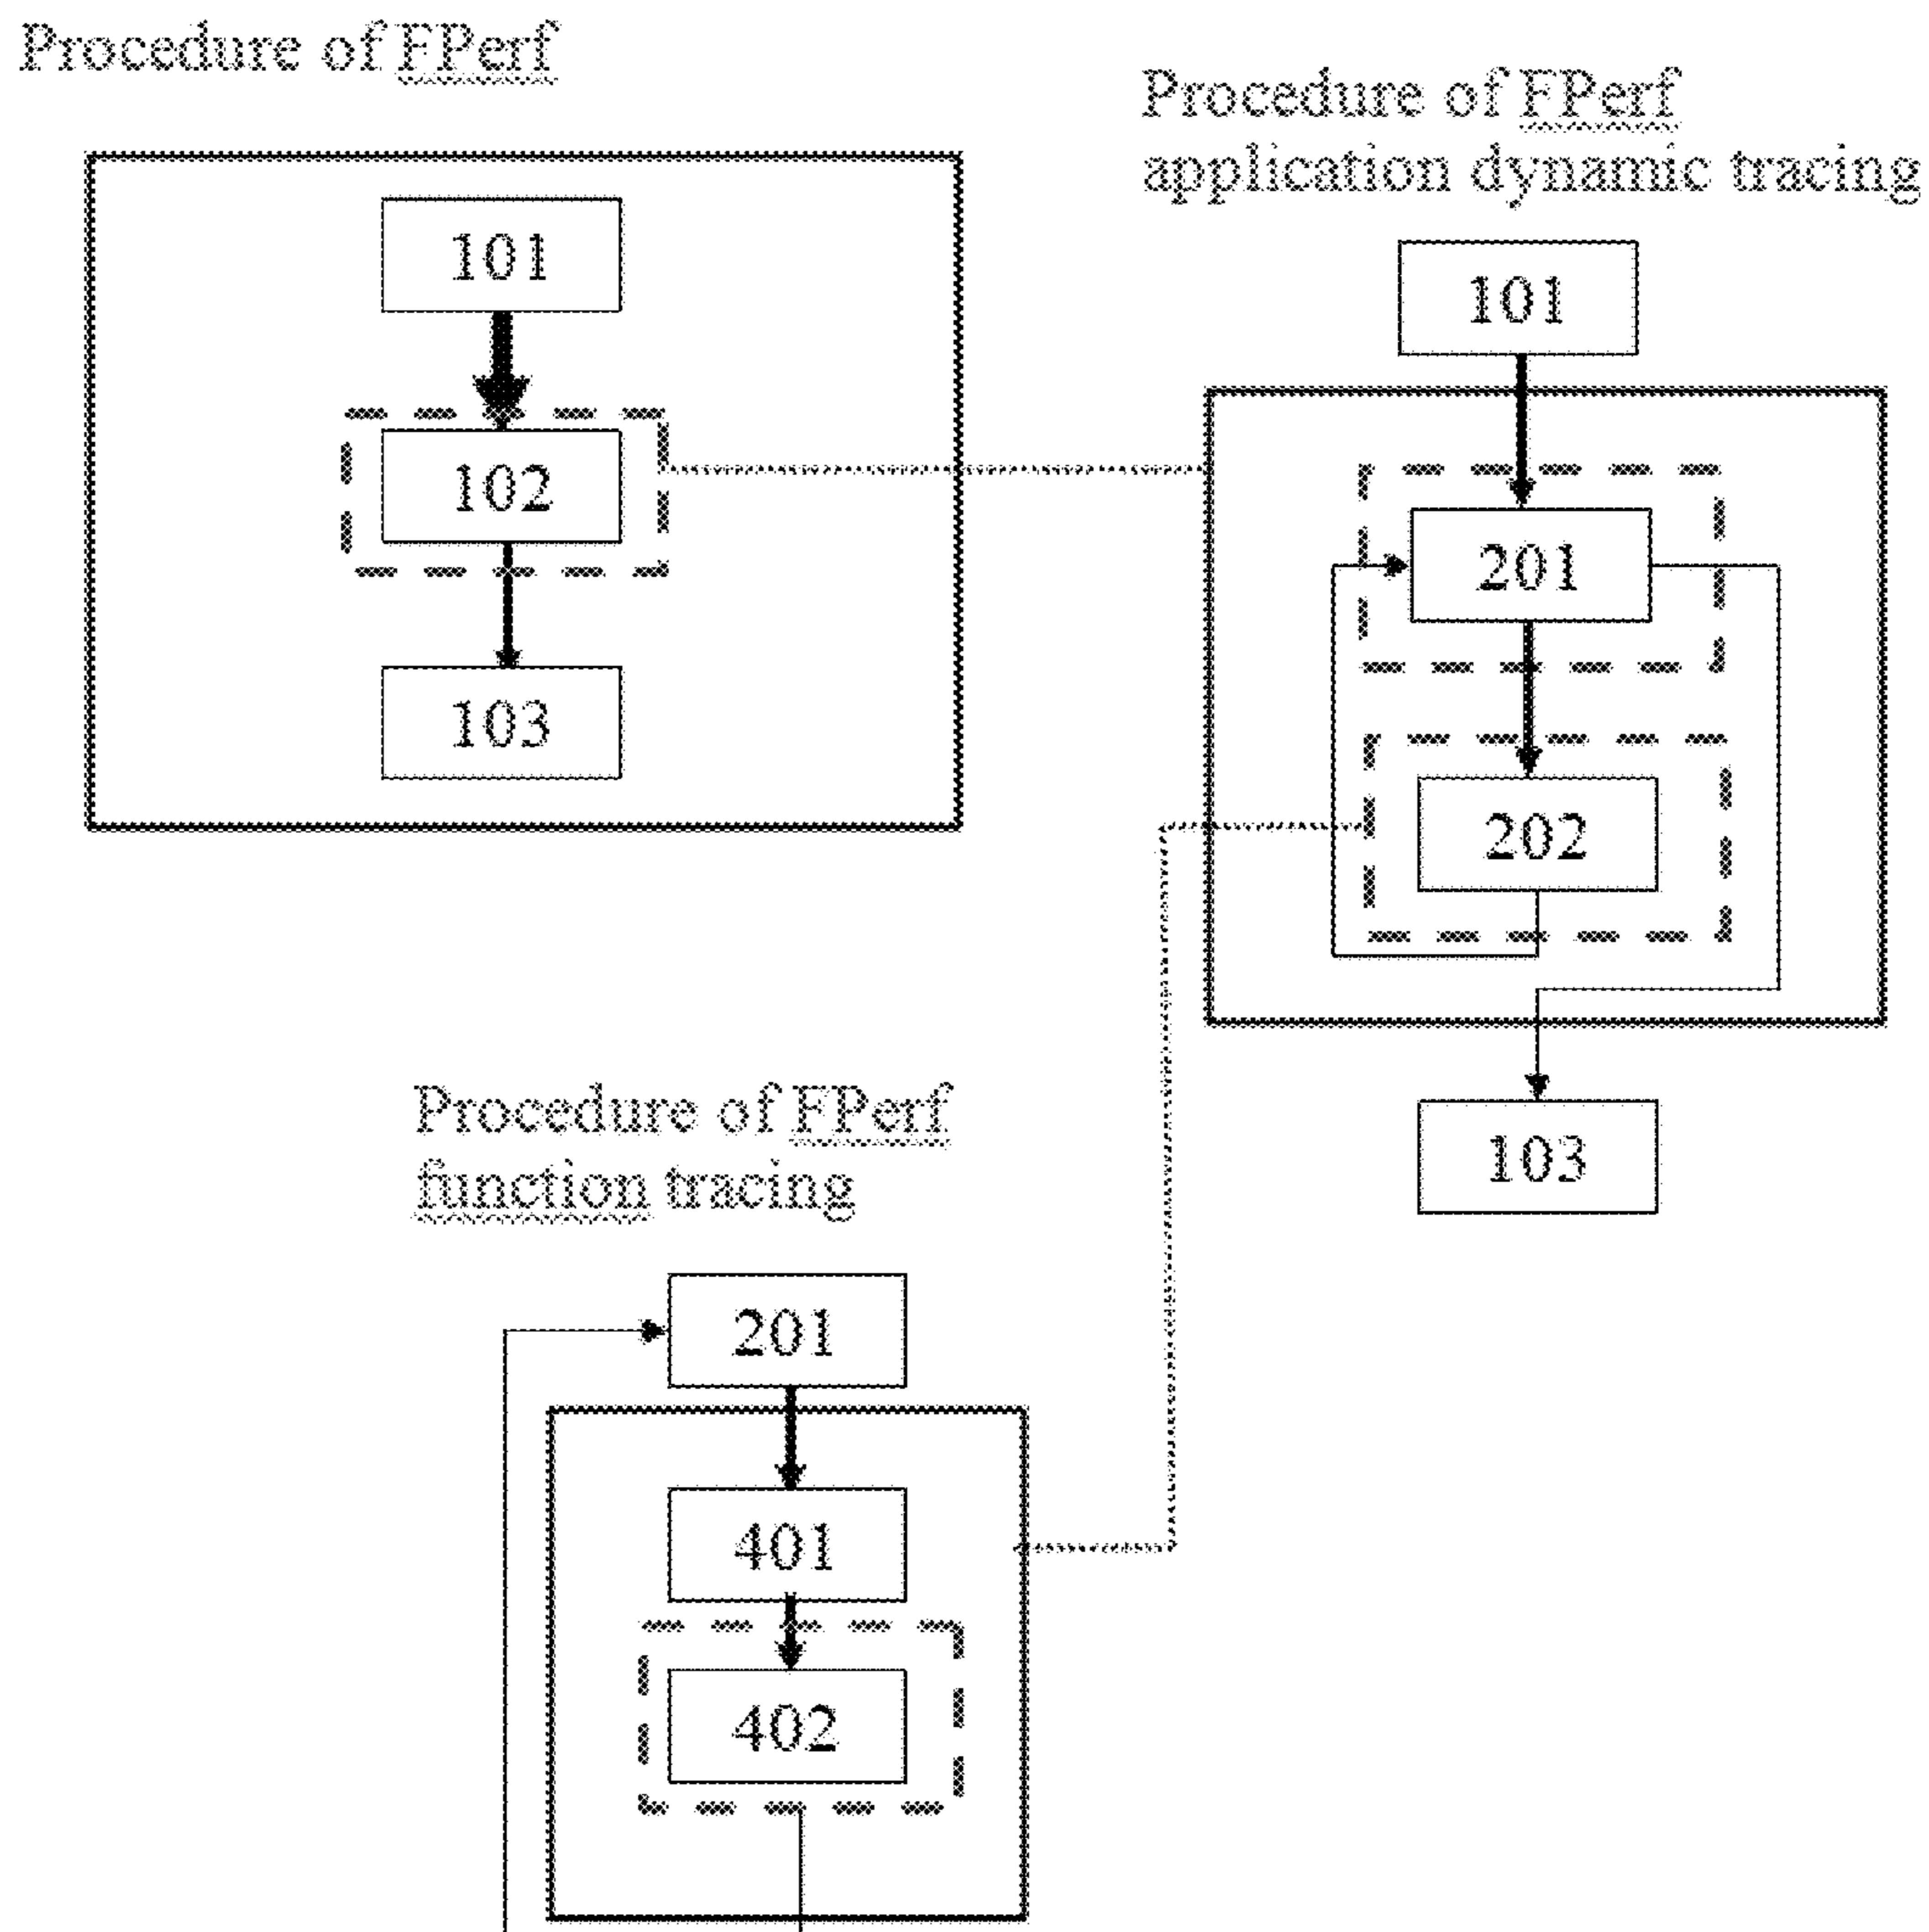 Procedure of FPerf
101
102
103
Procedure of FPerf
application dynamic tracing
101
201
202
103
Procedure of FPerf
function tracing
201
401
402